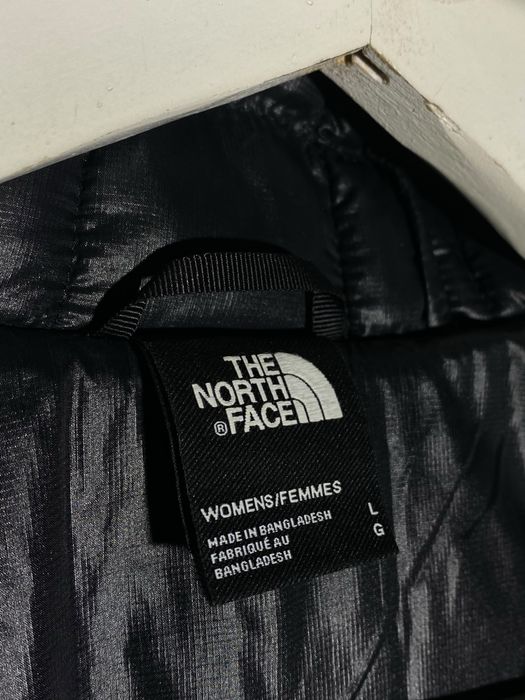 THE
NORTH
®FACE
WOMENS/FEMMES
MADE IN BANGLADESH
FABRIQUÉ AU
BANGLADESH
L
G